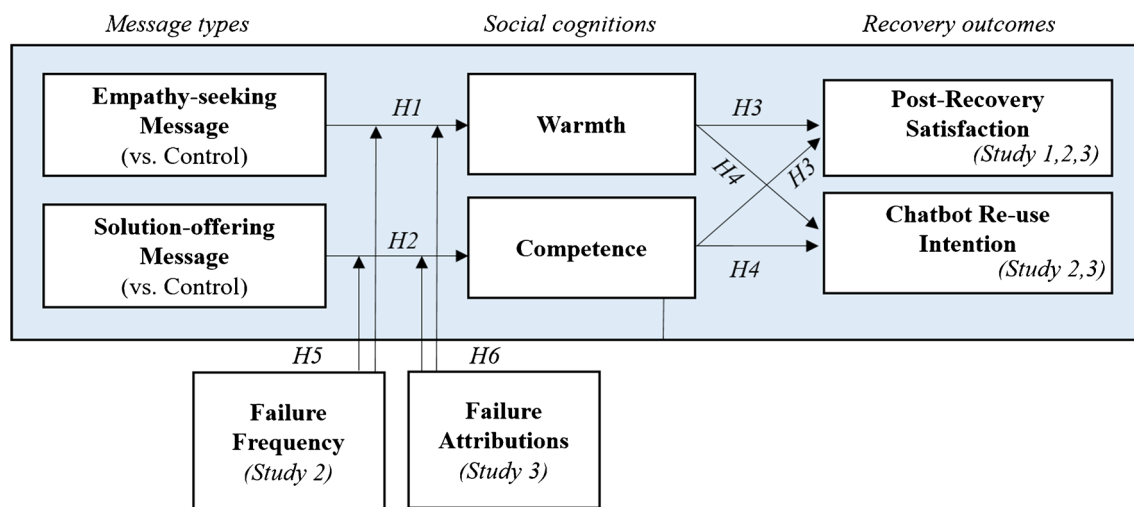 Message types
Social cognitions
Recovery outcomes
Empathy-seeking
Message
(vs. Control)
H1
Warmth
H3
Post-Recovery
Satisfaction
(Study 1,2,3)
H4
H3
Solution-offering
Message
(vs. Control)
H2
Competence
H4
Chatbot Re-use
Intention
(Study 2,3)
H5
H6
Failure
Frequency
(Study 2)
Failure
Attributions
(Study 3)